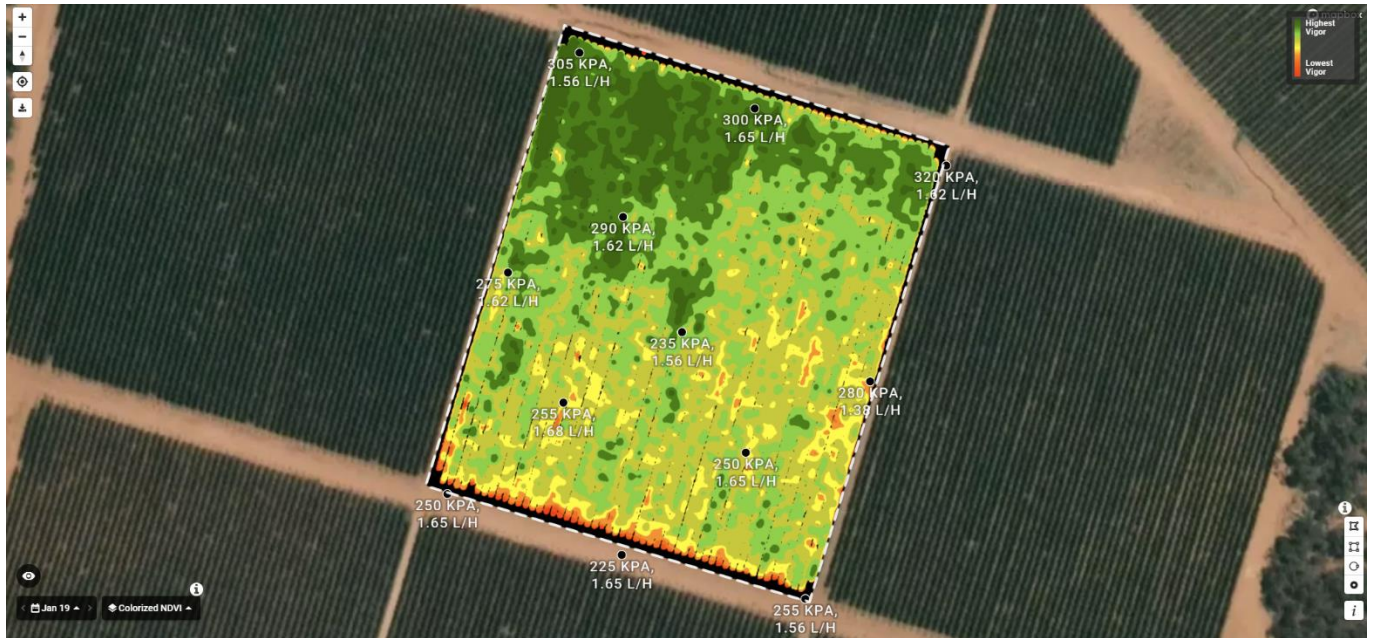 +
−
mapbox
Highest
Vigor
Lowest
Vigor
305 KPA,
1.56 L/H
300 KPA,
1.65 L/H
320 KPA,
1.62 L/H
290 KPA,
1.62 L/H
275 KPA,
1.62 L/H
235 KPA,
1.56 L/H
280 KPA,
1.38 L/H
255 KPA,
1.68 L/H
250 KPA,
1.65 L/H
250 KPA,
1.65 L/H
225 KPA,
1.65 L/H
255 KPA,
1.56 L/H
Jan 19
Colorized NDVI
i
i
i